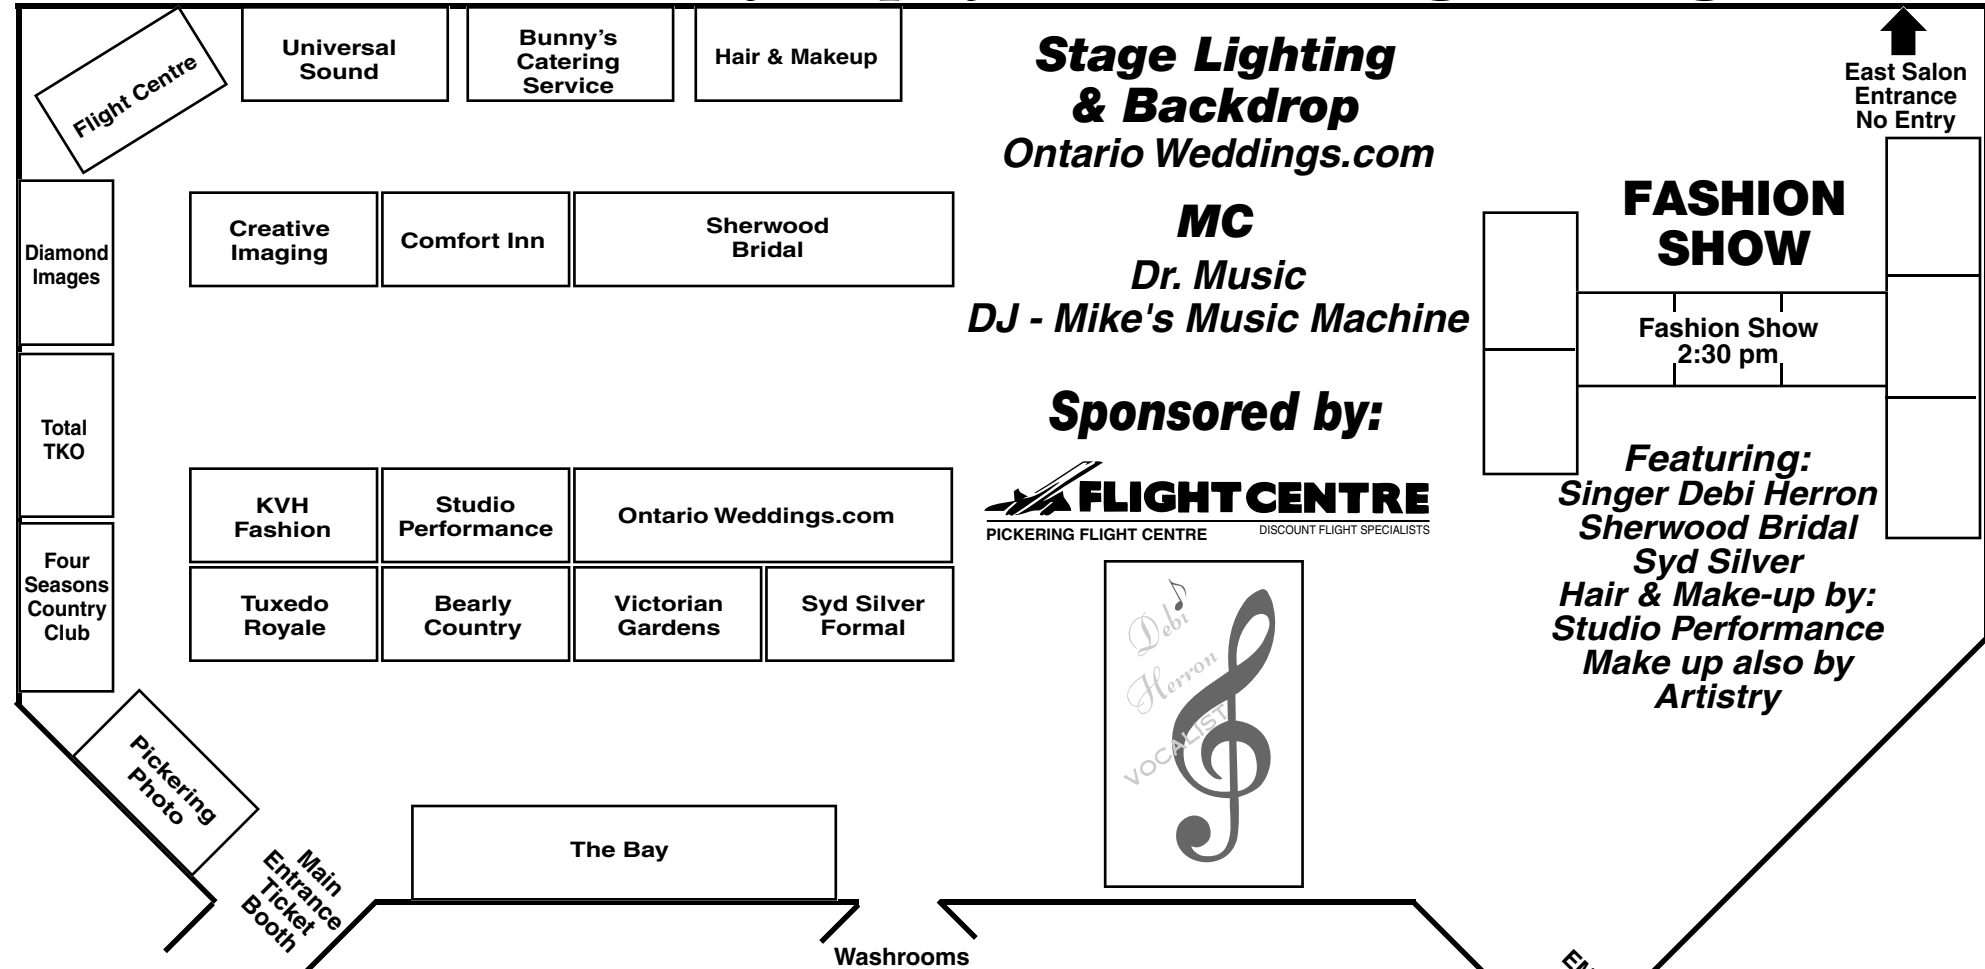 Flight Centre
Universal
Sound
Bunny's
Catering
Service
Hair & Makeup
Stage Lighting
& Backdrop
Ontario Weddings.com
East Salon
Entrance
No Entry
Diamond
Images
Creative
Imaging
Comfort Inn
Sherwood
Bridal
MC
Dr. Music
DJ - Mike's Music Machine
FASHION
SHOW
Fashion Show
2:30 pm
Total
TKO
Sponsored by:
FLIGHT CENTRE
PICKERING FLIGHT CENTRE
DISCOUNT FLIGHT SPECIALISTS
KVH
Fashion
Studio
Performance
Ontario Weddings.com
Four
Seasons
Country
Club
Tuxedo
Royale
Bearly
Country
Victorian
Gardens
Syd Silver
Formal
Featuring:
Singer Debi Herron
Sherwood Bridal
Syd Silver
Hair & Make-up by:
Studio Performance
Make up also by
Artistry
Debi
Herron
VOCALIST
Pickering
Photo
Main
Entrance
Ticket
Booth
The Bay
Washrooms